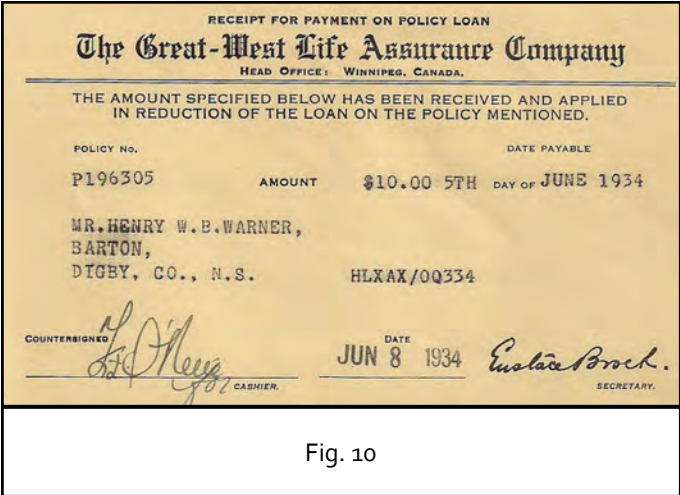 RECEIPT FOR PAYMENT ON POLICY LOAN
The Great-West Life Assurance Company
HEAD OFFICE: WINNIPEG, CANADA.
THE AMOUNT SPECIFIED BELOW HAS BEEN RECEIVED AND APPLIED
IN REDUCTION OF THE LOAN ON THE POLICY MENTIONED.
POLICY No. DATE PAYABLE
P196305 AMOUNT $10.00 5TH DAY OF JUNE 1934
MR.HENRY W.B.WARNER,
BARTON,
DIGBY, CO., N.S. HLXAX/0Q334
COUNTERSIGNED DATE
JUN 8 1934 Eustace Brock.
CASHIER. SECRETARY.
Fig. 10